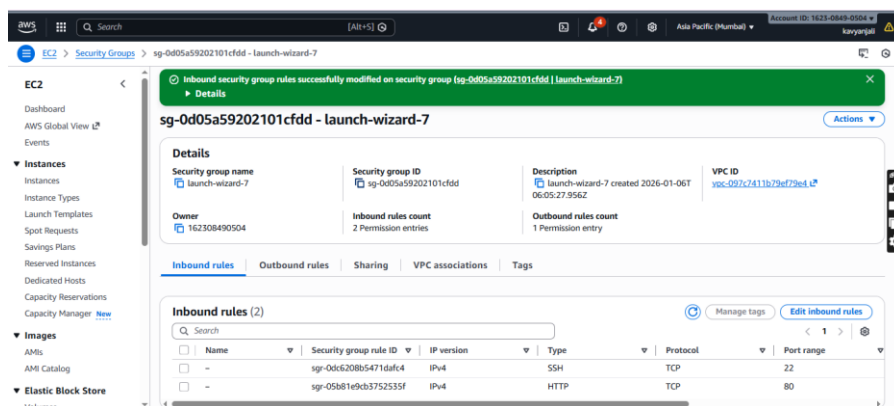 aws
Search
[Alt+S]
4
Asia Pacific (Mumbai)
Account ID: 1623-0849-0504
kavyanjali
EC2 > Security Groups > sg-0d05a59202101cfdd - launch-wizard-7
EC2
Dashboard
AWS Global View
Events
Instances
Instances
Instance Types
Launch Templates
Spot Requests
Savings Plans
Reserved Instances
Dedicated Hosts
Capacity Reservations
Capacity Manager New
Images
AMIs
AMI Catalog
Elastic Block Store
Inbound security group rules successfully modified on security group (sg-0d05a59202101cfdd | launch-wizard-7)
Details
sg-0d05a59202101cfdd - launch-wizard-7
Actions
Details
Security group name
launch-wizard-7
Security group ID
sg-0d05a59202101cfdd
Description
launch-wizard-7 created 2026-01-06T
06:05:27.956Z
VPC ID
vpc-097c7411b79ef79e4
Owner
162308490504
Inbound rules count
2 Permission entries
Outbound rules count
1 Permission entry
Inbound rules Outbound rules Sharing VPC associations Tags
Inbound rules (2)
Manage tags
Edit inbound rules
Search
1
Name Security group rule ID IP version Type Protocol Port range
– sgr-0dc6208b5471dafc4 IPv4 SSH TCP 22
– sgr-05b81e9cb3752535f IPv4 HTTP TCP 80